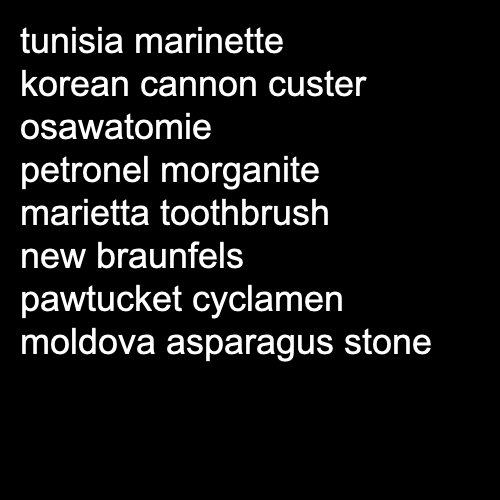 tunisia marinette
korean cannon custer
osawatomie
petronel morganite
marietta toothbrush
new braunfels
pawtucket cyclamen
moldova asparagus stone